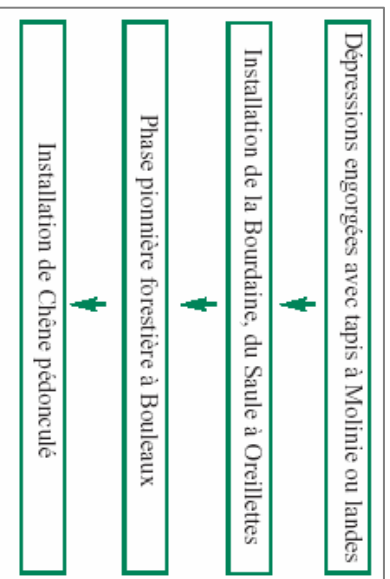 Dépressions engorgées avec tapis à Molinie ou landes
Installation de la Bourdaine, du Saule à Oreillettes
Phase pionnière forestière à Bouleaux
Installation de Chêne pédonculé